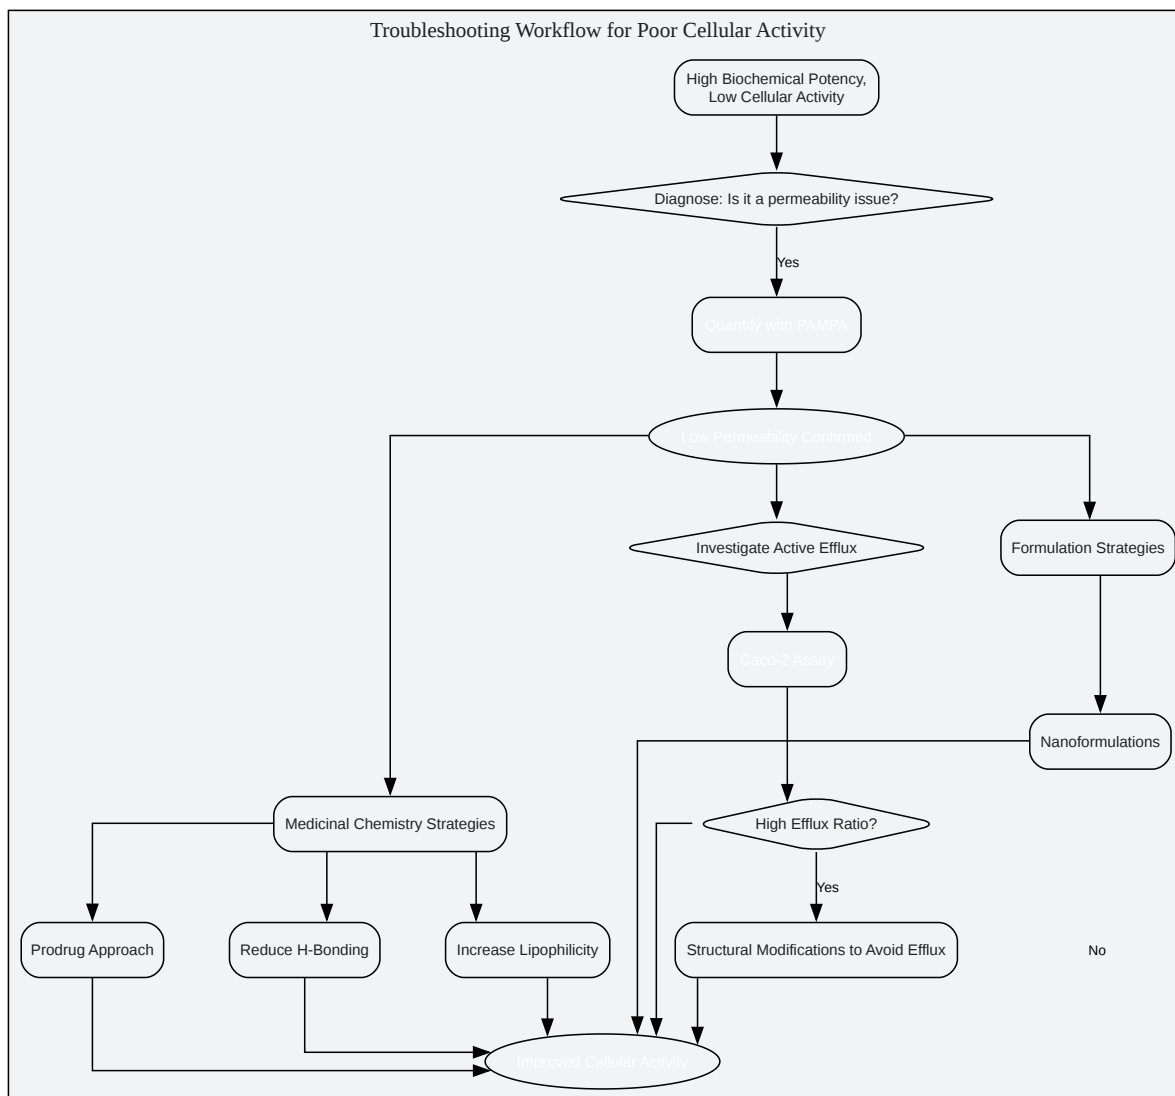 Troubleshooting Workflow for Poor Cellular Activity
High Biochemical Potency,
Low Cellular Activity
Diagnose: Is it a permeability issue?
Yes
Quantify with PAMPA
Low Permeability Confirmed
Investigate Active Efflux
Formulation Strategies
Caco-2 Assay
Nanoformulations
Medicinal Chemistry Strategies
High Efflux Ratio?
Yes
Prodrug Approach
Reduce H-Bonding
Increase Lipophilicity
Structural Modifications to Avoid Efflux
No
Improved Cellular Activity